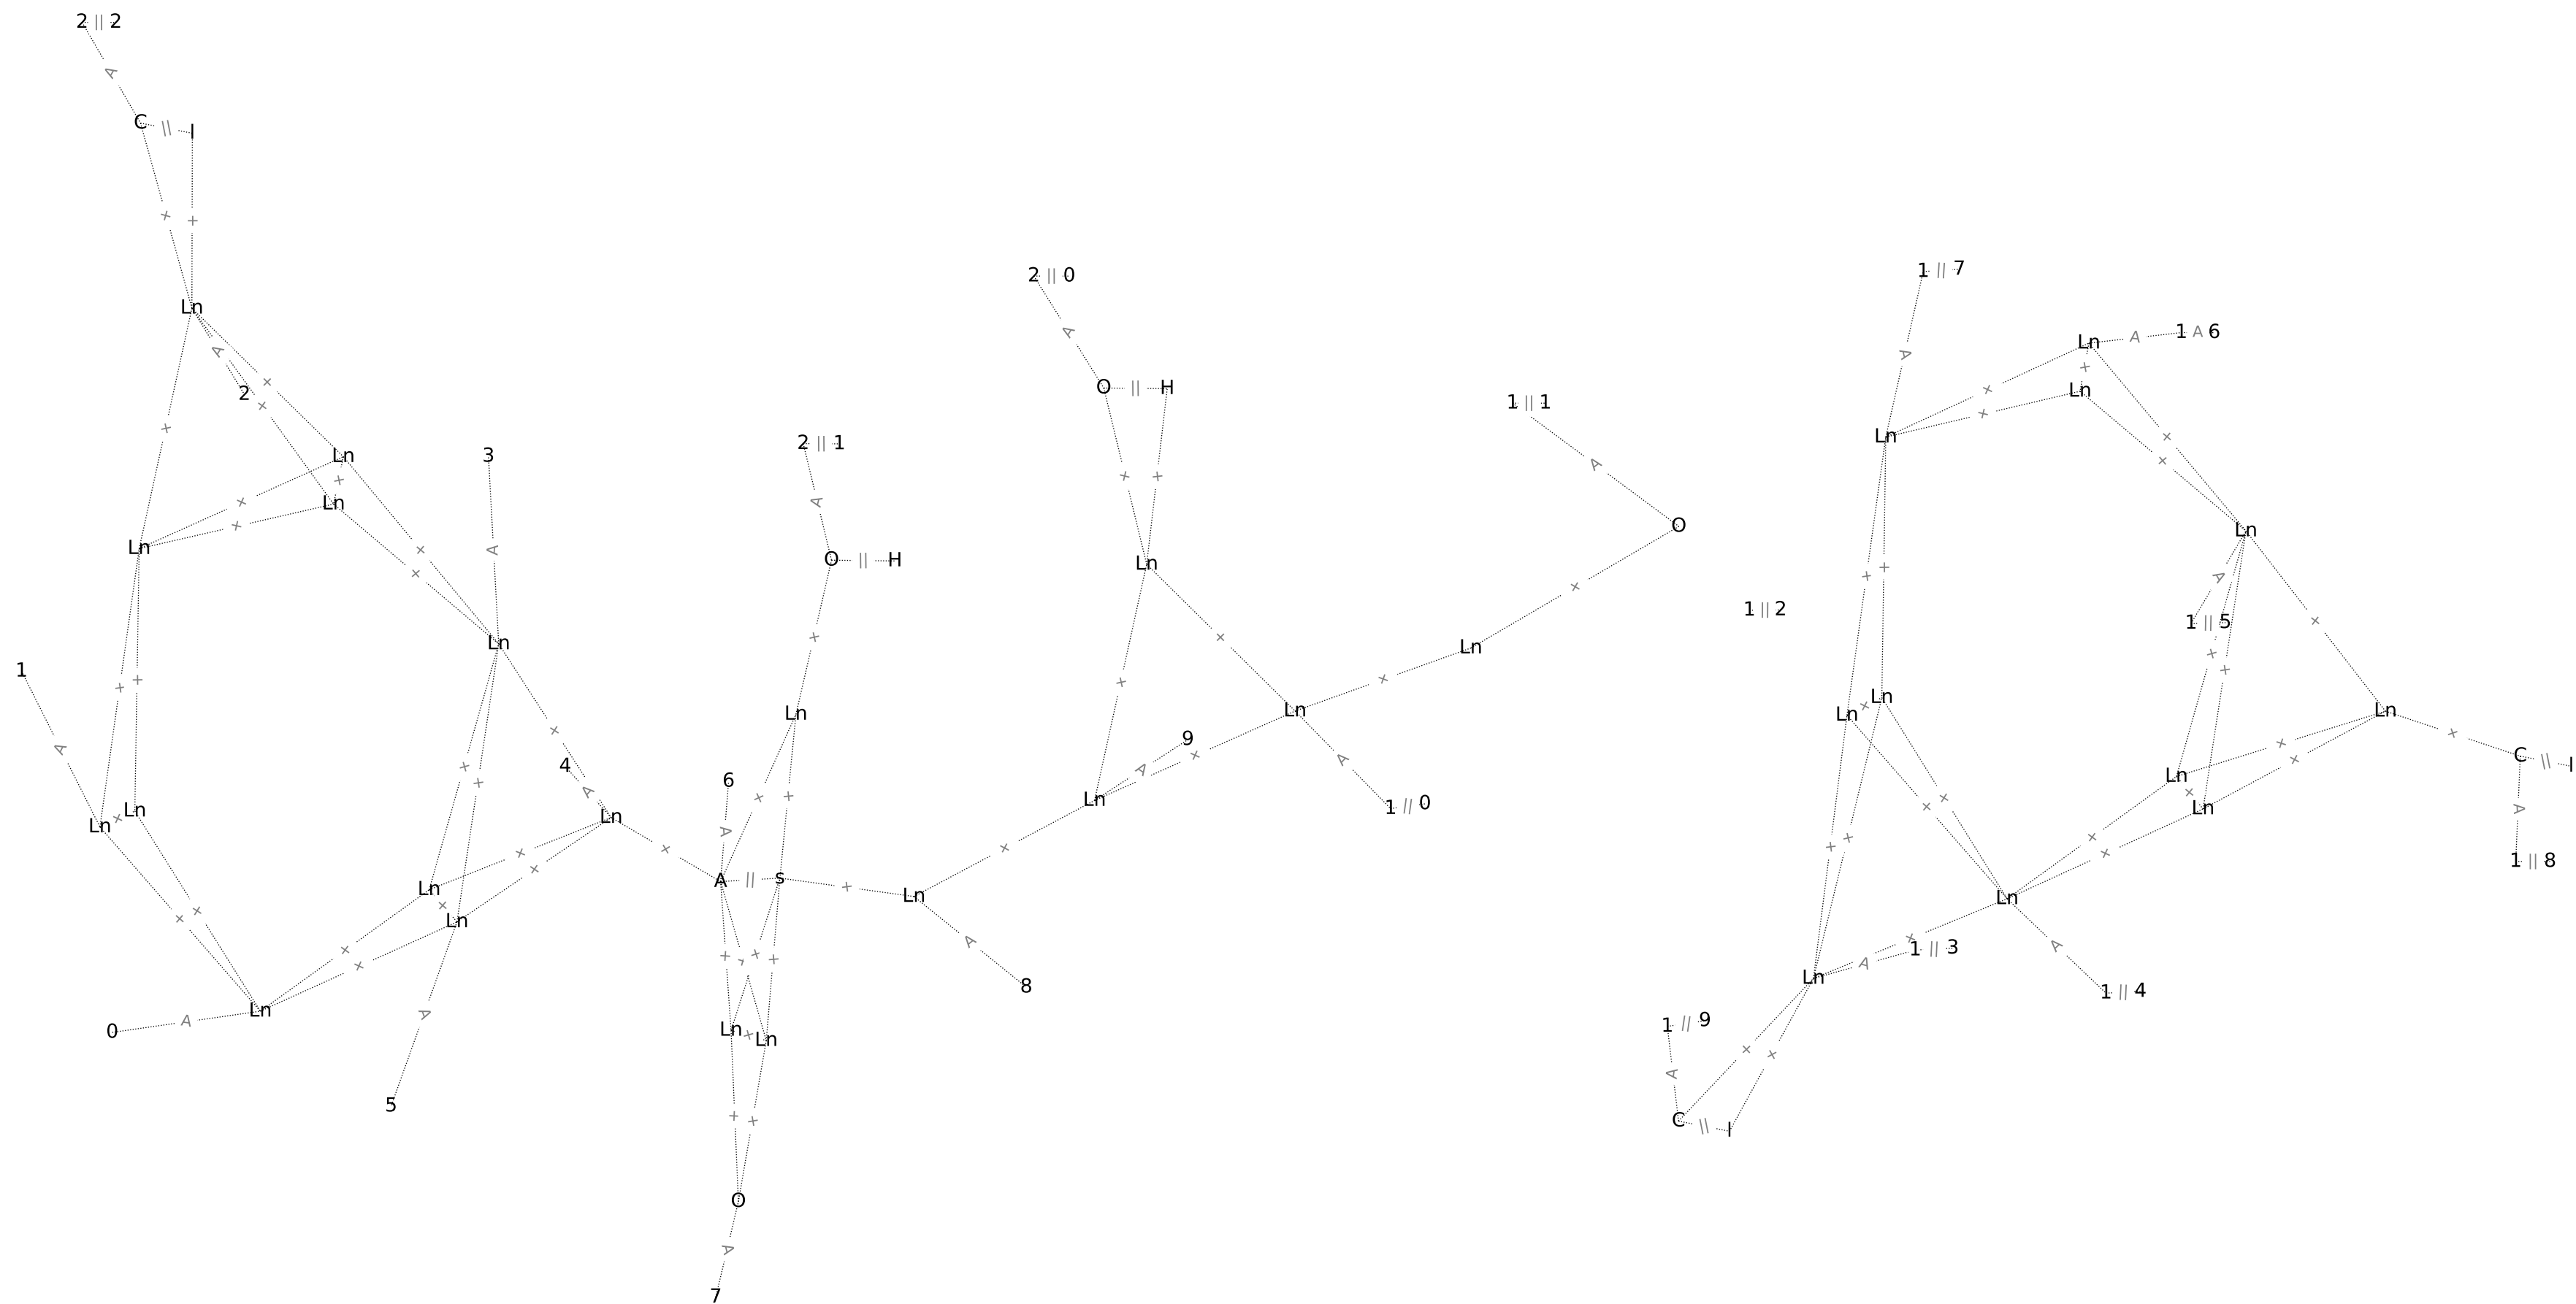 2 || 2
A
C || I
+ +
Ln
A
+
2 +
+
Ln
+
+
Ln
+
+
Ln
+
+
3
A
Ln
1
A
+ +
Ln + Ln
+ +
Ln
A
0
+ +
+
4
A
Ln
+
+
Ln
+
Ln
+
+
A
5
2 || 1
A
O || H
+
Ln
+ +
6
A
+
A || s
+
+ + + +
Ln + Ln
+ +
O
A
7
Ln
A
8
+
2 || 0
A
O || H
+ +
Ln
+
+
9
A
+
Ln
Ln
A
1 || 0
+
Ln
+
O
A
1 || 1
1 || 2
1 || 7
A
Ln
A
1 A 6
+
+
Ln
+
Ln
+
+
Ln
A
1 || 5
+ +
+
+ +
Ln + Ln
+ +
+ +
Ln
+
C || I
A
1 || 8
+
+
Ln
+
Ln
+
+
Ln
+
A
1 || 3
A
1 || 4
Ln
1 || 9
A
+ +
C || I